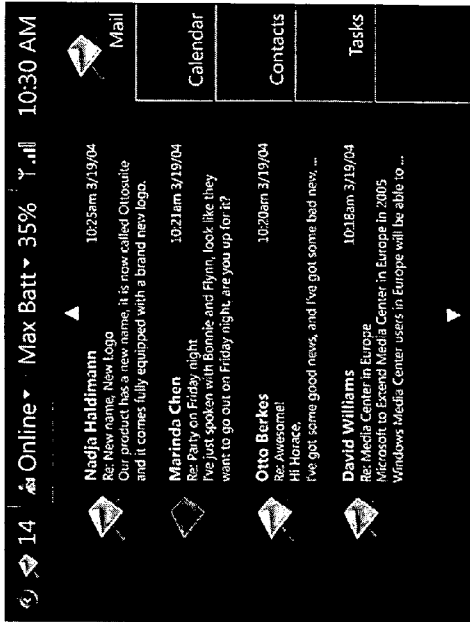 14 Online Max Batt 35% 10:30 AM
Nadja Haldimann 10:25am 3/19/04
Re: New name, New Logo
Our product has a new name, it is now called Ottosuite
and it comes fully equipped with a brand new logo.
Marinda Chen 10:21am 3/19/04
Re: Party on Friday night
I've just spoken with Bonnie and Flynn, look like they
want to go out on Friday night. are you up for it?
Otto Berkes 10:20am 3/19/04
Re: Awesome!
Hi Horace,
I've got some good news, and I've got some bad new, ...
David Williams 10:18am 3/19/04
Re: Media Center in Europe
Microsoft to Extend Media Center in Europe in 2005
Windows Media Center users in Europe will be able to...
Mail
Calendar
Contacts
Tasks